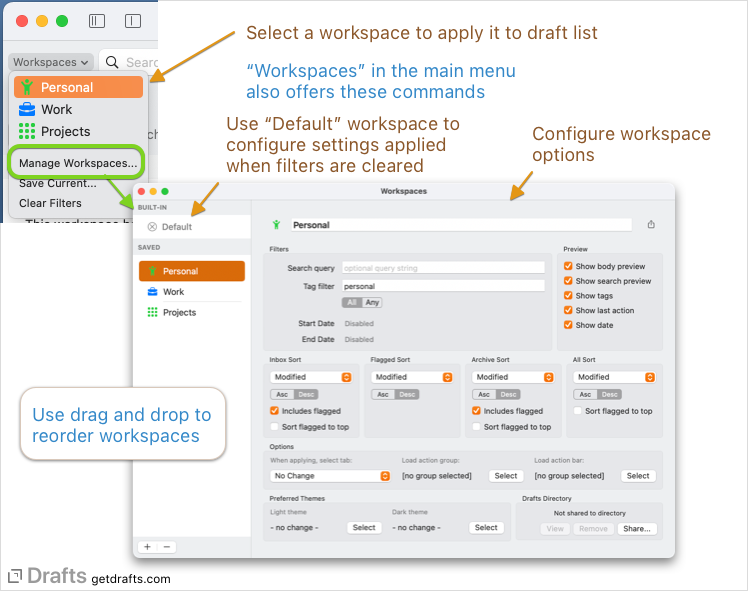 Select a workspace to apply it to draft list
Workspaces
Personal
Work
Projects
Manage Workspaces...
Save Current...
Clear Filters
“Workspaces” in the main menu
also offers these commands
Use “Default” workspace to
configure settings applied
when filters are cleared
Configure workspace
options
Workspaces
BUILT-IN
Default
SAVED
Personal
Work
Projects
Personal
Filters
Search query optional query string
Tag filter personal
All Any
Start Date Disabled
End Date Disabled
Preview
Show body preview
Show search preview
Show tags
Show last action
Show date
Inbox Sort
Modified
Asc Desc
Includes flagged
Sort flagged to top
Flagged Sort
Modified
Asc Desc
Archive Sort
Modified
Asc Desc
Includes flagged
Sort flagged to top
All Sort
Modified
Asc Desc
Sort flagged to top
Options
When applying, select tab:
No Change
Load action group:
[no group selected] Select
Load action bar:
[no group selected] Select
Preferred Themes
Light theme
- no change - Select
Dark theme
- no change - Select
Drafts Directory
Not shared to directory
View Remove Share...
+ −
Use drag and drop to
reorder workspaces
Drafts getdrafts.com